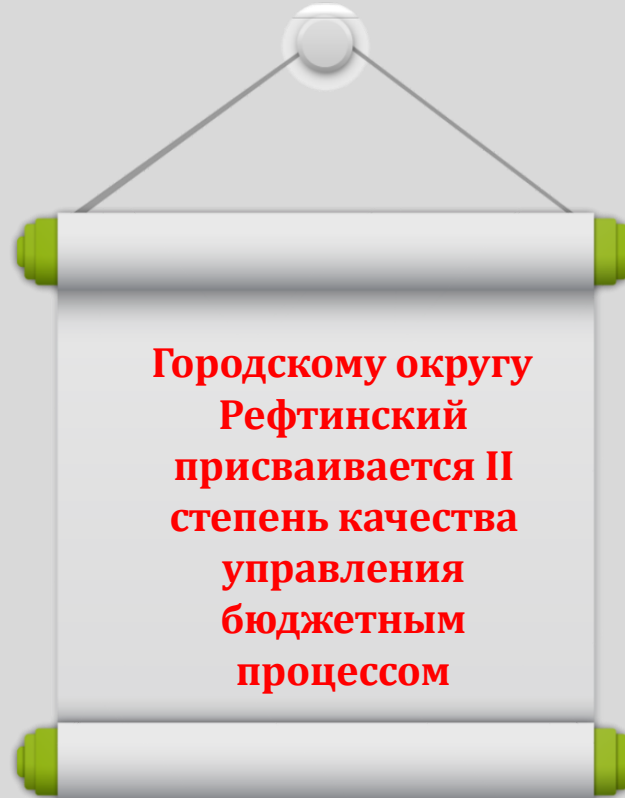 Городскому округу
Рефтинский
присваивается II
степень качества
управления
бюджетным
процессом